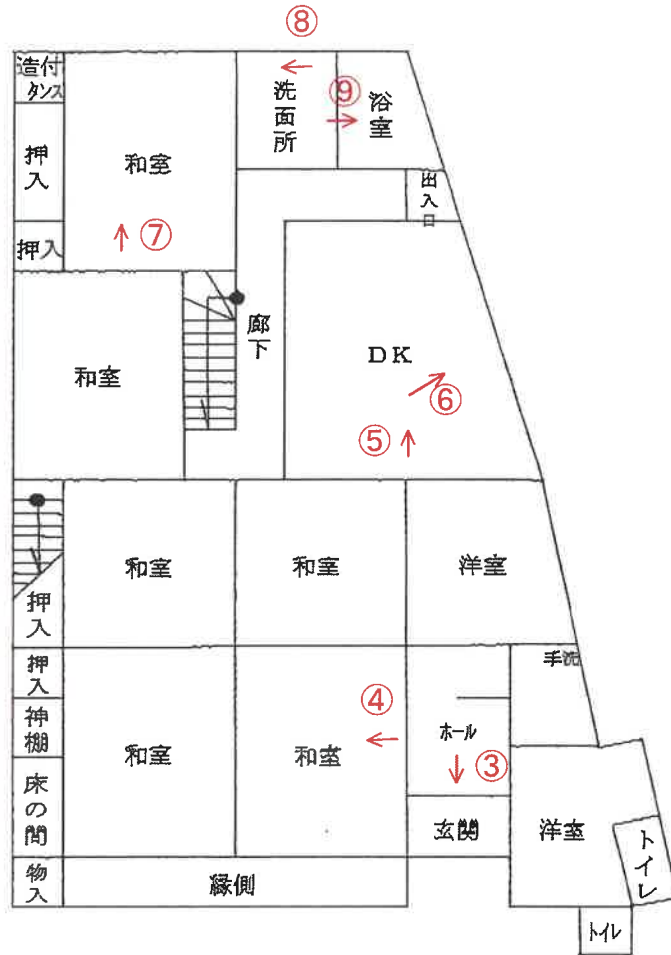 ⑧
造付
タンス
洗面所
⑨
浴室
押入
和室
出入口
押入
⑦
廊下
和室
DK
⑥
⑤
和室
和室
洋室
押入
押入
手洗
神棚
④
ホール
和室
和室
③
床の間
玄関
洋室
トイレ
物入
縁側
トイレ